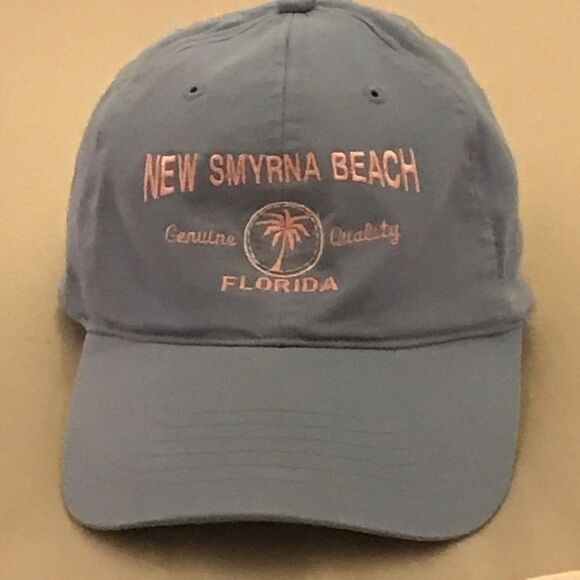 NEW SMYRNA BEACH
Genuine Quality
FLORIDA